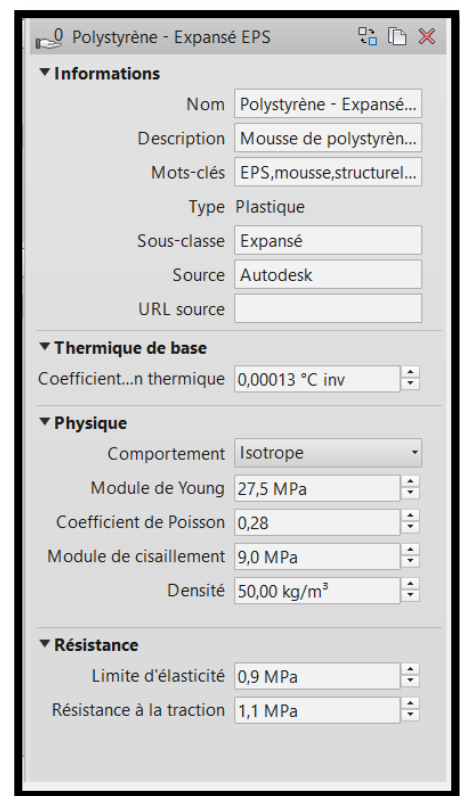 0 Polystyrène - Expansé EPS
Informations
Nom Polystyrène - Expansé...
Description Mousse de polystyrèn...
Mots-clés EPS,mousse,structurel...
Type Plastique
Sous-classe Expansé
Source Autodesk
URL source
Thermique de base
Coefficient...n thermique 0,00013 °C inv
Physique
Comportement Isotrope
Module de Young 27,5 MPa
Coefficient de Poisson 0,28
Module de cisaillement 9,0 MPa
Densité 50,00 kg/m³
Résistance
Limite d'élasticité 0,9 MPa
Résistance à la traction 1,1 MPa